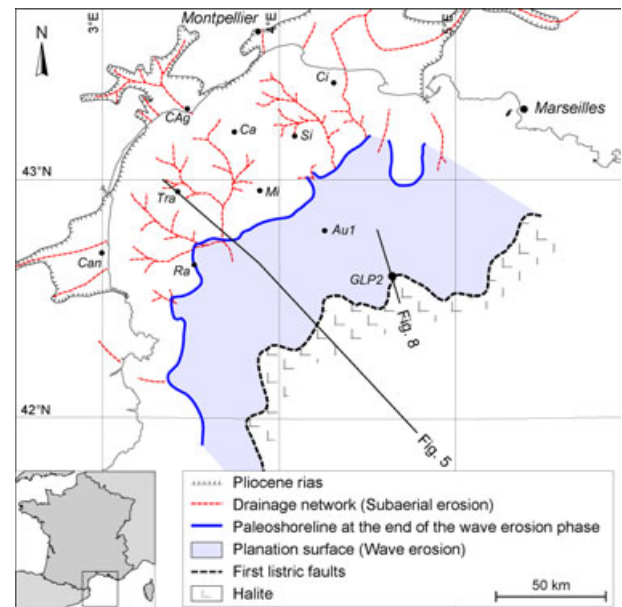 Montpellier
N
3°E
4°
5°E
Ci
Marseilles
CAg
Ca
Si
43°N
Tra
Mi
Au1
Can
Ra
GLP2
Fig. 8
42°N
Fig. 5
Pliocene rias
Drainage network (Subaerial erosion)
Paleoshoreline at the end of the wave erosion phase
Planation surface (Wave erosion)
First listric faults
Halite
50 km